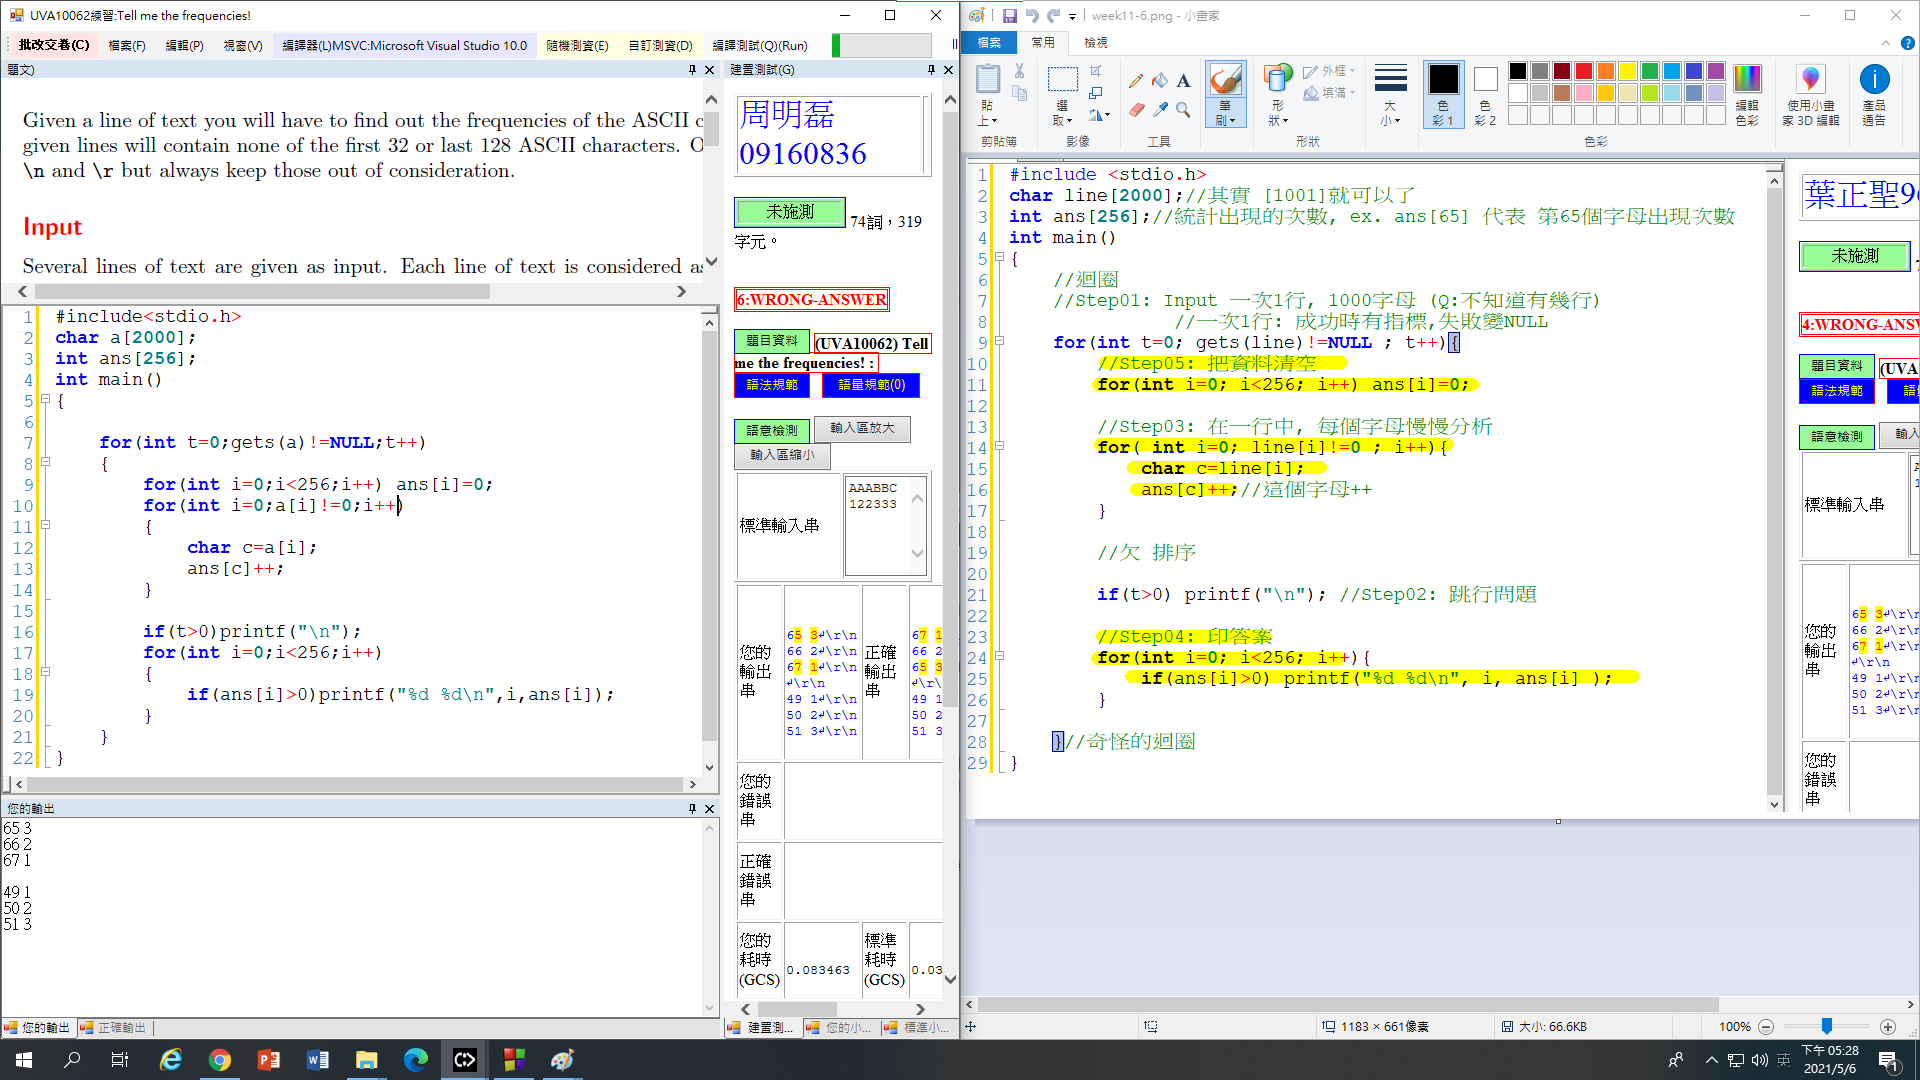 UVA10062練習:Tell me the frequencies!
批改交卷(C) 檔案(F) 編輯(P) 視窗(V) 編譯器(L)MSVC:Microsoft Visual Studio 10.0 隨機測資(E) 自訂測資(D) 編譯測試(Q)(Run)
題文)
Given a line of text you will have to find out the frequencies of the ASCII c
given lines will contain none of the first 32 or last 128 ASCII characters. O
\n and \r but always keep those out of consideration.
Input
Several lines of text are given as input. Each line of text is considered as
1 #include<stdio.h>
2 char a[2000];
3 int ans[256];
4 int main()
5 {
6
7 for(int t=0;gets(a)!=NULL;t++)
8 {
9 for(int i=0;i<256;i++) ans[i]=0;
10 for(int i=0;a[i]!=0;i++)
11 {
12 char c=a[i];
13 ans[c]++;
14 }
15
16 if(t>0)printf("\n");
17 for(int i=0;i<256;i++)
18 {
19 if(ans[i]>0)printf("%d %d\n",i,ans[i]);
20 }
21 }
22 }
您的輸出
65 3
66 2
67 1
49 1
50 2
51 3
您的輸出 正確輸出
建置測試(G)
周明磊
09160836
未施測 74詞，319
字元。
6:WRONG-ANSWER
題目資料 (UVA10062) Tell
me the frequencies! :
語法規範 語量規範(0)
語意檢測 輸入區放大
輸入區縮小
標準輸入串
AAABBC
122333
您的輸出串
65 3↲\r\n
66 2↲\r\n
67 1
↲\r\n
↲\r\n
49 1↲\r\n
50 2↲\r\n
51 3↲\r\n
正確輸出串
67 1
66 2
65 3
↲\r\n
49 1
50 2
51 3
您的錯誤串
正確錯誤串
您的耗時(GCS) 0.083463 標準耗時(GCS) 0.03
建置測... 您的小... 標準小...
week11-6.png - 小畫家
檔案 常用 檢視
貼上 剪貼簿
選取 影像
工具
筆刷
外框
填滿
形狀 形狀
大小
色彩 1 色彩 2 編輯色彩 色彩
使用小畫家 3D 編輯
產品通告
1 #include <stdio.h>
2 char line[2000];//其實 [1001]就可以了
3 int ans[256];//統計出現的次數, ex. ans[65] 代表 第65個字母出現次數
4 int main()
5 {
6 //迴圈
7 //Step01: Input 一次1行, 1000字母 (Q:不知道有幾行)
8 //一次1行: 成功時有指標,失敗變NULL
9 for(int t=0; gets(line)!=NULL ; t++){
10 //Step05: 把資料清空
11 for(int i=0; i<256; i++) ans[i]=0;
12
13 //Step03: 在一行中, 每個字母慢慢分析
14 for( int i=0; line[i]!=0 ; i++){
15 char c=line[i];
16 ans[c]++;//這個字母++
17 }
18
19 //欠 排序
20
21 if(t>0) printf("\n"); //Step02: 跳行問題
22
23 //Step04: 印答案
24 for(int i=0; i<256; i++){
25 if(ans[i]>0) printf("%d %d\n", i, ans[i] );
26 }
27
28 }//奇怪的迴圈
29 }
葉正聖9
未施測
4:WRONG-ANSW
題目資料 (UVA
語法規範 語
語意檢測 輸入
標準輸入串
您的輸出串
65 3↲\r\n
66 2↲\r\n
67 1
↲\r\n
49 1↲\r\n
50 2↲\r\n
51 3↲\r\n
您的錯誤串
1183 × 661像素 大小: 66.6KB 100%
英
下午 05:28
2021/5/6
1